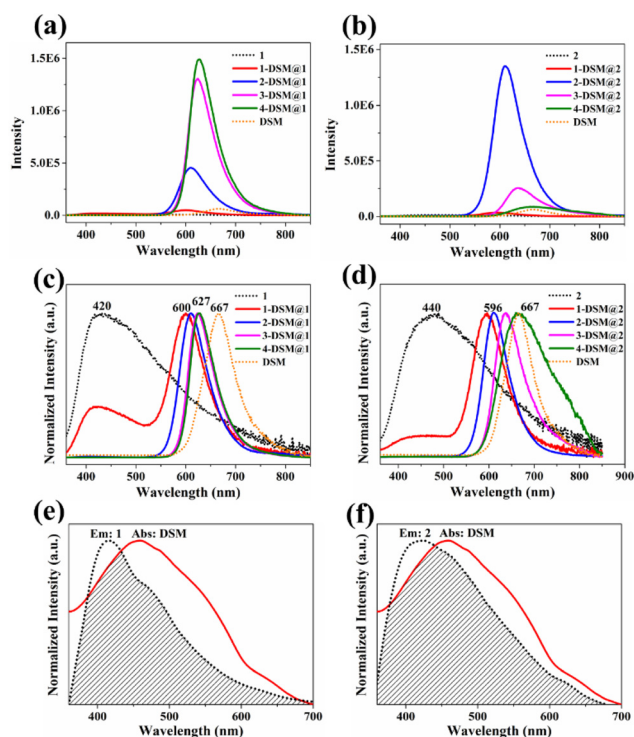 (a)
1.5E6
1.0E6
5.0E5
0.0
Intensity
400 500 600 700 800
Wavelength (nm)
1
1-DSM@1
2-DSM@1
3-DSM@1
4-DSM@1
DSM
(b)
1.5E6
1.0E6
5.0E5
0.0
Intensity
400 500 600 700 800
Wavelength (nm)
2
1-DSM@2
2-DSM@2
3-DSM@2
4-DSM@2
DSM
(c)
420 600 627 667
Normalized Intensity (a.u.)
400 500 600 700 800
Wavelength (nm)
1
1-DSM@1
2-DSM@1
3-DSM@1
4-DSM@1
DSM
(d)
440 596 667
Normalized Intensity (a.u.)
400 500 600 700 800 900
Wavelength (nm)
2
1-DSM@2
2-DSM@2
3-DSM@2
4-DSM@2
DSM
(e)
Em: 1 Abs: DSM
Normalized Intensity (a.u.)
400 500 600 700
Wavelength (nm)
(f)
Em: 2 Abs: DSM
Normalized Intensity (a.u.)
400 500 600 700
Wavelength (nm)